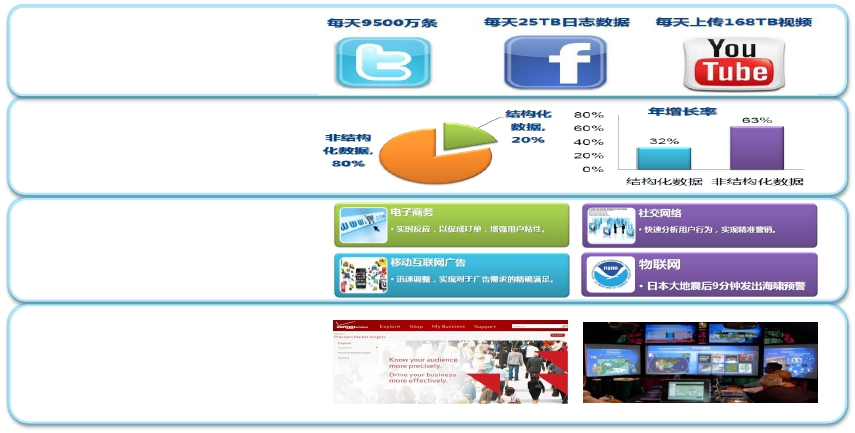 每天9500万条
每天25TB日志数据
每天上传168TB视频
You
Tube
结构化
数据,
20%
非结构
化数据,
80%
年增长率
80%
60%
40%
20%
0%
32%
63%
结构化数据
非结构化数据
电子商务
• 实时反应，以促成订单，增强用户粘性。
社交网络
• 快速分析用户行为，实现精准营销。
移动互联网广告
• 迅速调整，实现对于广告需求的精确满足。
物联网
• 日本大地震后9分钟发出海啸预警
NOAA
www.
Explore Shop My Business Support
Precision Market Insights
Know your audience
more precisely.
Drive your business
more effectively.